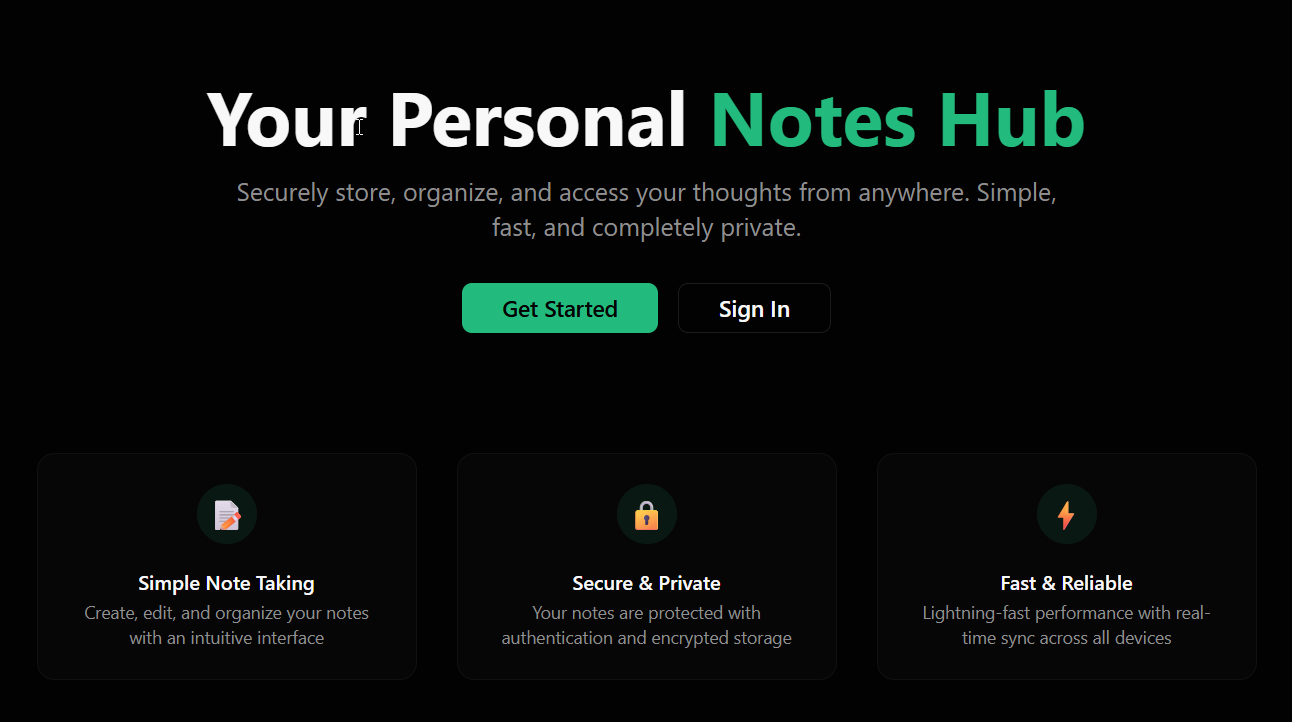 Your Personal Notes Hub
Securely store, organize, and access your thoughts from anywhere. Simple,
fast, and completely private.
Get Started
Sign In
Simple Note Taking
Create, edit, and organize your notes
with an intuitive interface
Secure & Private
Your notes are protected with
authentication and encrypted storage
Fast & Reliable
Lightning-fast performance with real-
time sync across all devices